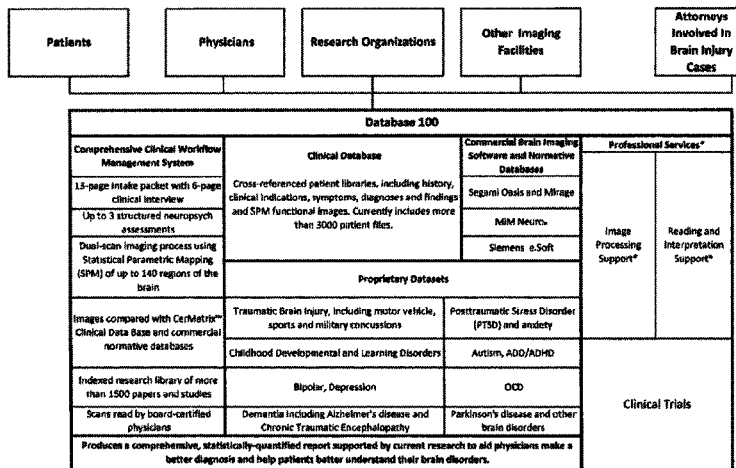 Patients
Physicians
Research Organizations
Other Imaging
Facilities
Attorneys
Involved In
Brain Injury
Cases
Database 100
Comprehensive Clinical Workflow
Management System
13-page intake packet with 6-page
clinical interview
Up to 3 structured neuropsych
assessments
Dual-scan imaging process using
Statistical Parametric Mapping
(SPM) of up to 140 regions of the
brain
Images compared with CerMetrix™
Clinical Data Base and commercial
normative databases
Indexed research library of more
than 1500 papers and studies
Scans read by board-certified
physicians
Clinical Database
Cross-referenced patient libraries, including history,
clinical indications, symptoms, diagnoses and findings
and SPM functional images. Currently includes more
than 3000 patient files.
Commercial Brain Imaging
Software and Normative
Databases
Segami Oasis and Mirage
MiM Neuro
Siemens e.Soft
Proprietary Datasets
Traumatic Brain Injury, including motor vehicle,
sports and military concussions
Posttraumatic Stress Disorder
(PTSD) and anxiety
Childhood Developmental and Learning Disorders
Autism, ADD/ADHD
Bipolar, Depression
OCD
Dementia including Alzheimer's disease and
Chronic Traumatic Encephalopathy
Parkinson's disease and other
brain disorders
Professional Services*
Image
Processing
Support*
Reading and
Interpretation
Support*
Clinical Trials
Produces a comprehensive, statistically-quantified report supported by current research to aid physicians make a
better diagnosis and help patients better understand their brain disorders.